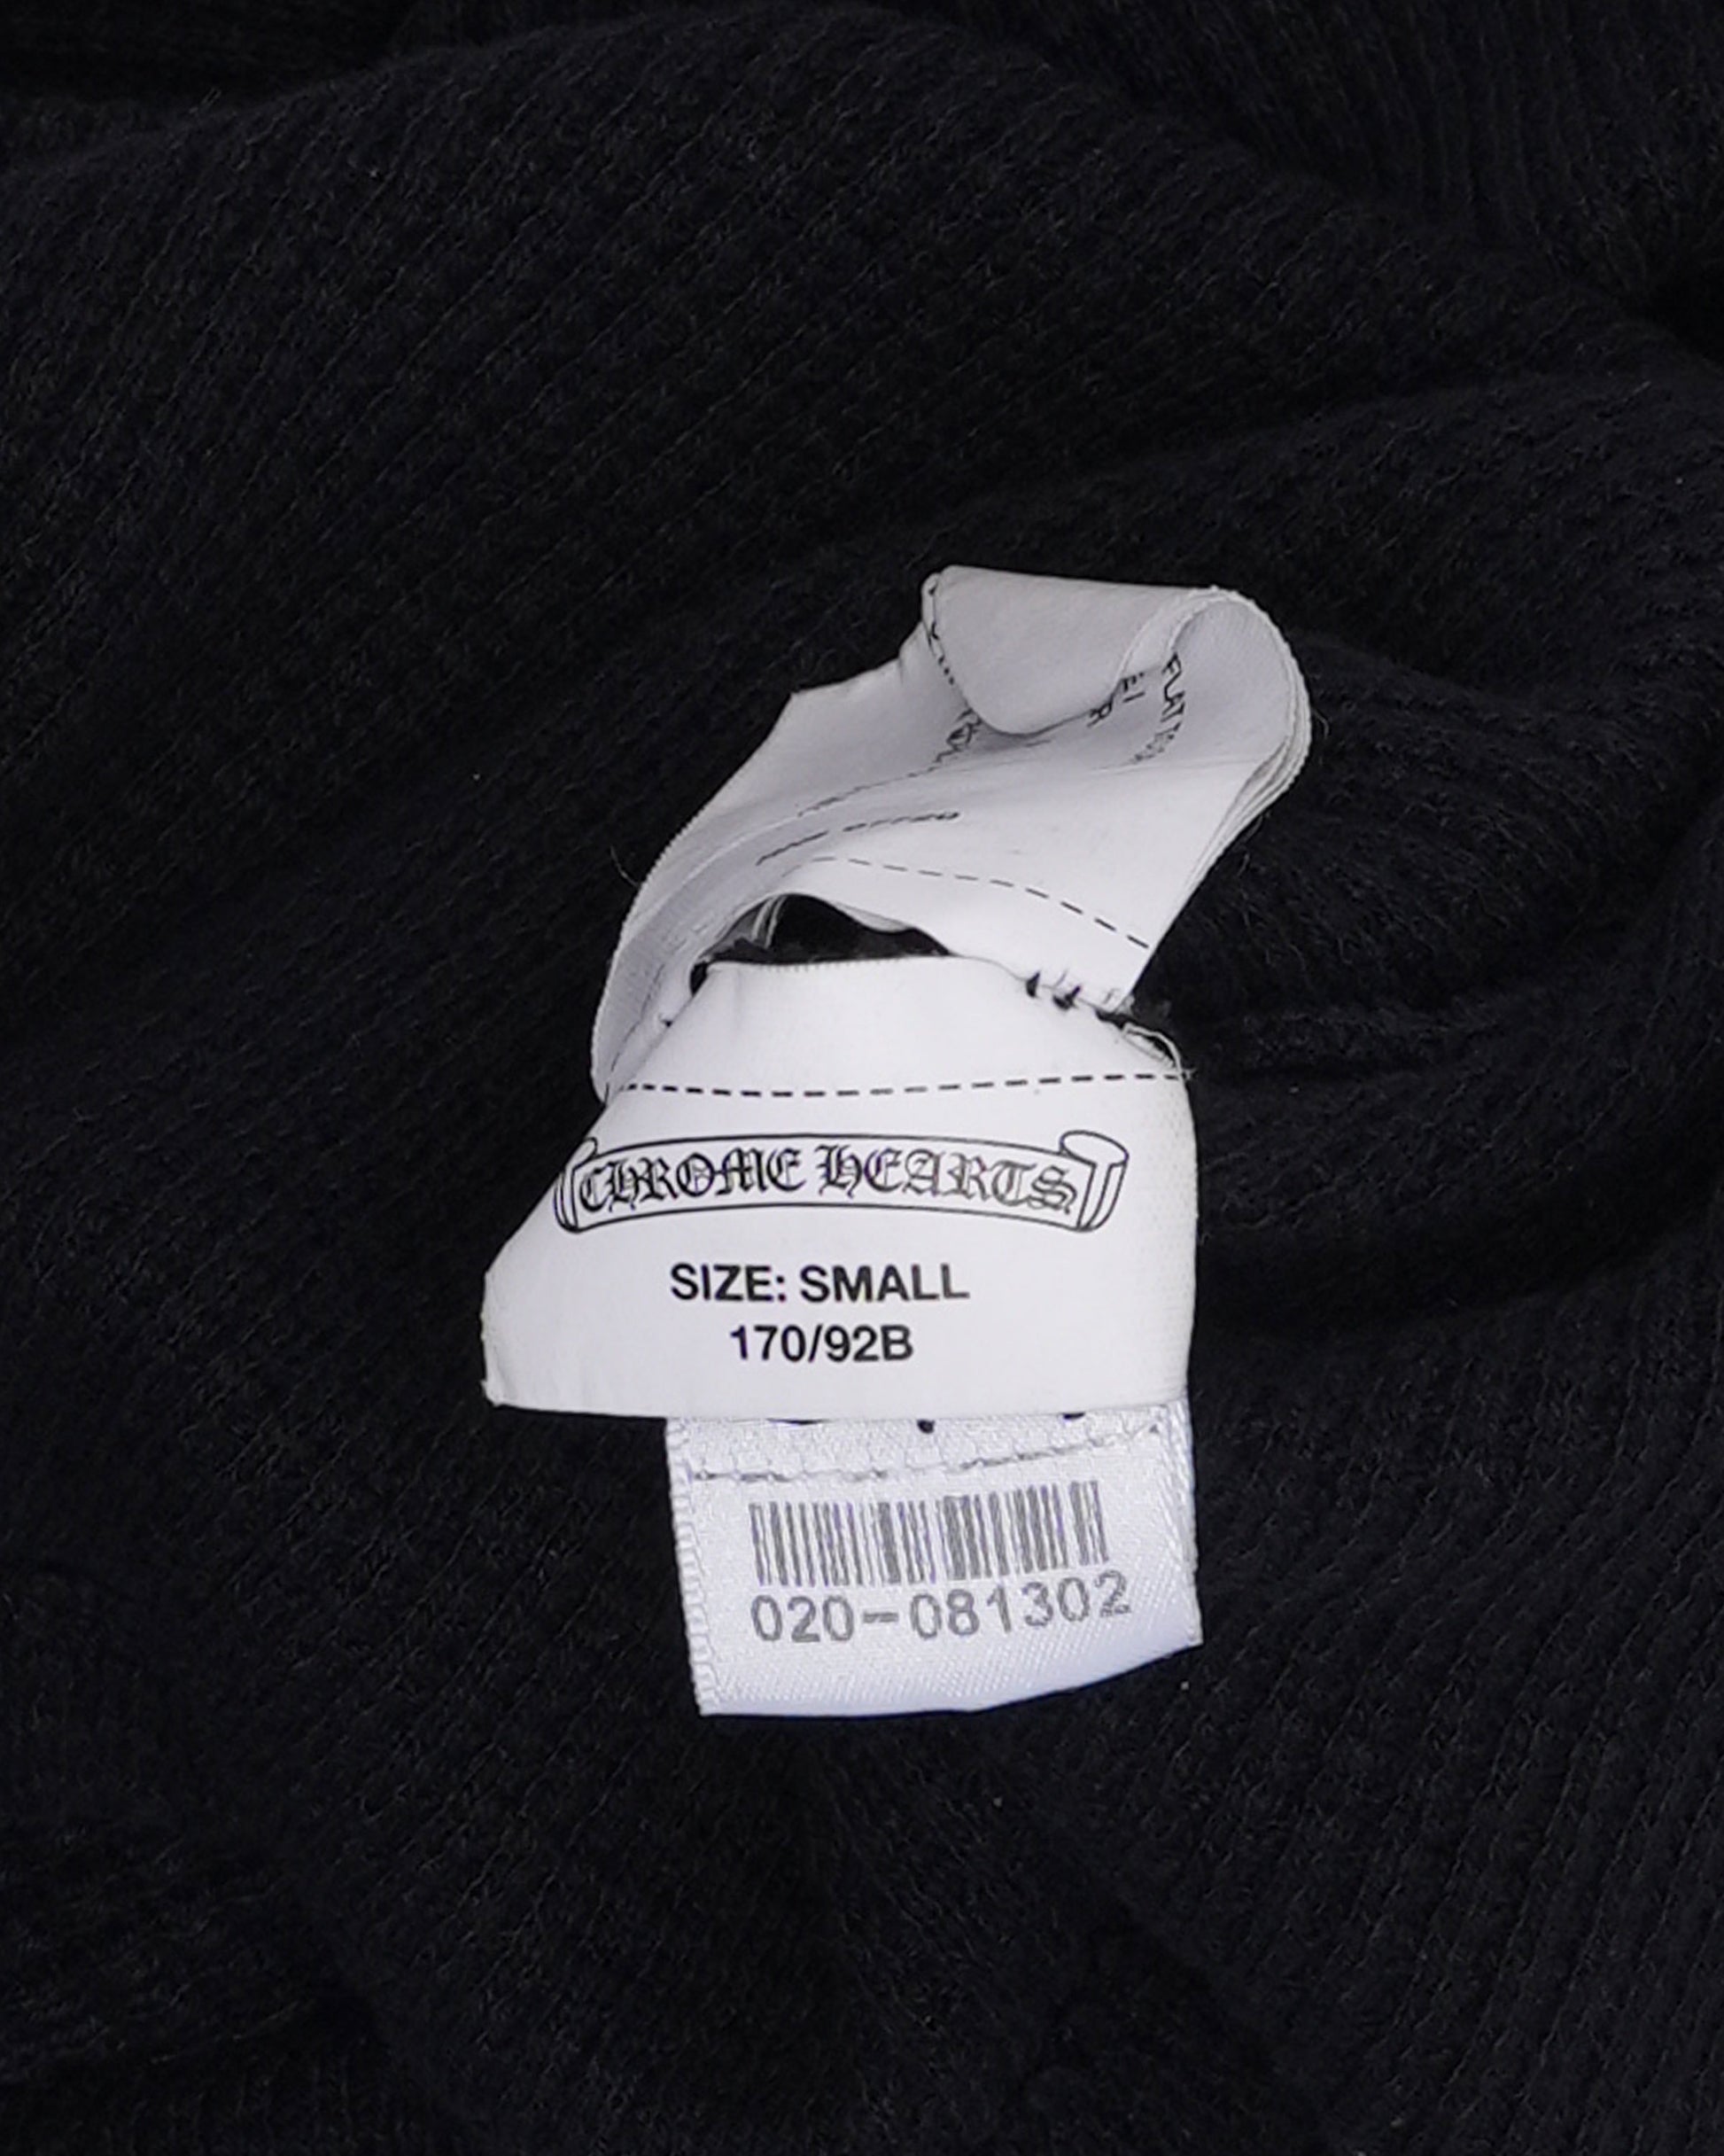 CHROME HEARTS
SIZE: SMALL
170/92B
020-081302